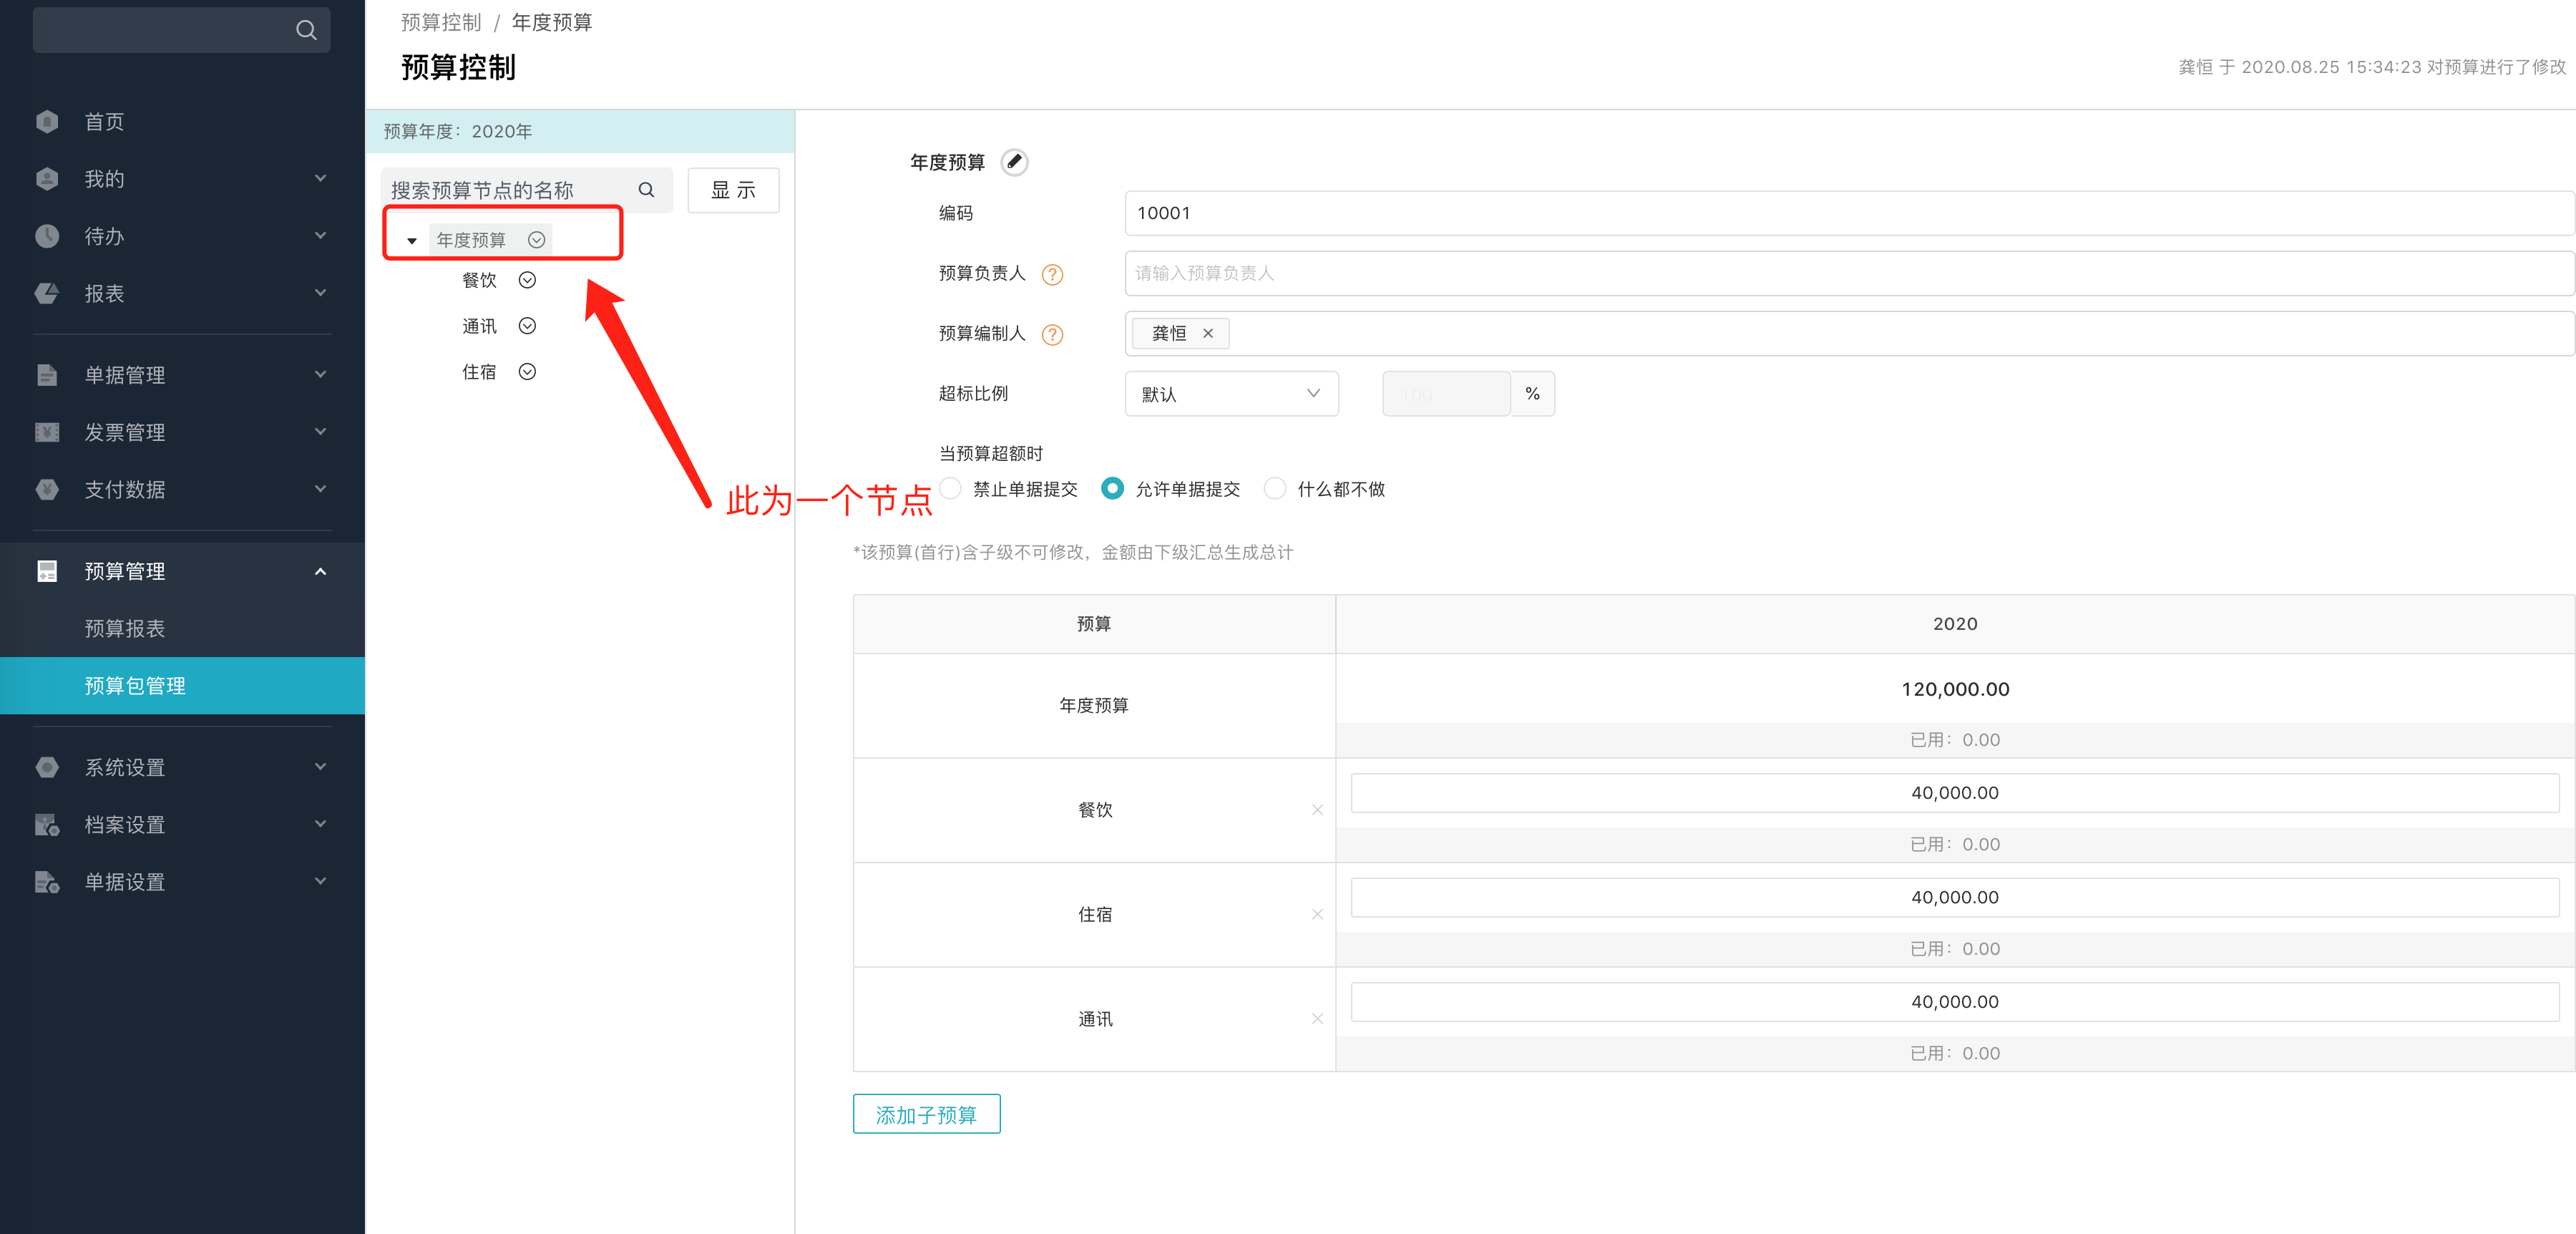 预算控制 / 年度预算
预算控制
龚恒 于 2020.08.25 15:34:23 对预算进行了修改
首页
我的
待办
报表
单据管理
发票管理
支付数据
预算管理
预算报表
预算包管理
系统设置
档案设置
单据设置
预算年度：2020年
搜索预算节点的名称
显 示
年度预算
餐饮
通讯
住宿
此为一个节点
年度预算
编码
10001
预算负责人 ?
请输入预算负责人
预算编制人 ?
龚恒 ×
超标比例
默认
100
%
当预算超额时
禁止单据提交 允许单据提交 什么都不做
*该预算(首行)含子级不可修改，金额由下级汇总生成总计
预算 2020
年度预算 120,000.00
已用：0.00
餐饮 × 40,000.00
已用：0.00
住宿 × 40,000.00
已用：0.00
通讯 × 40,000.00
已用：0.00
添加子预算